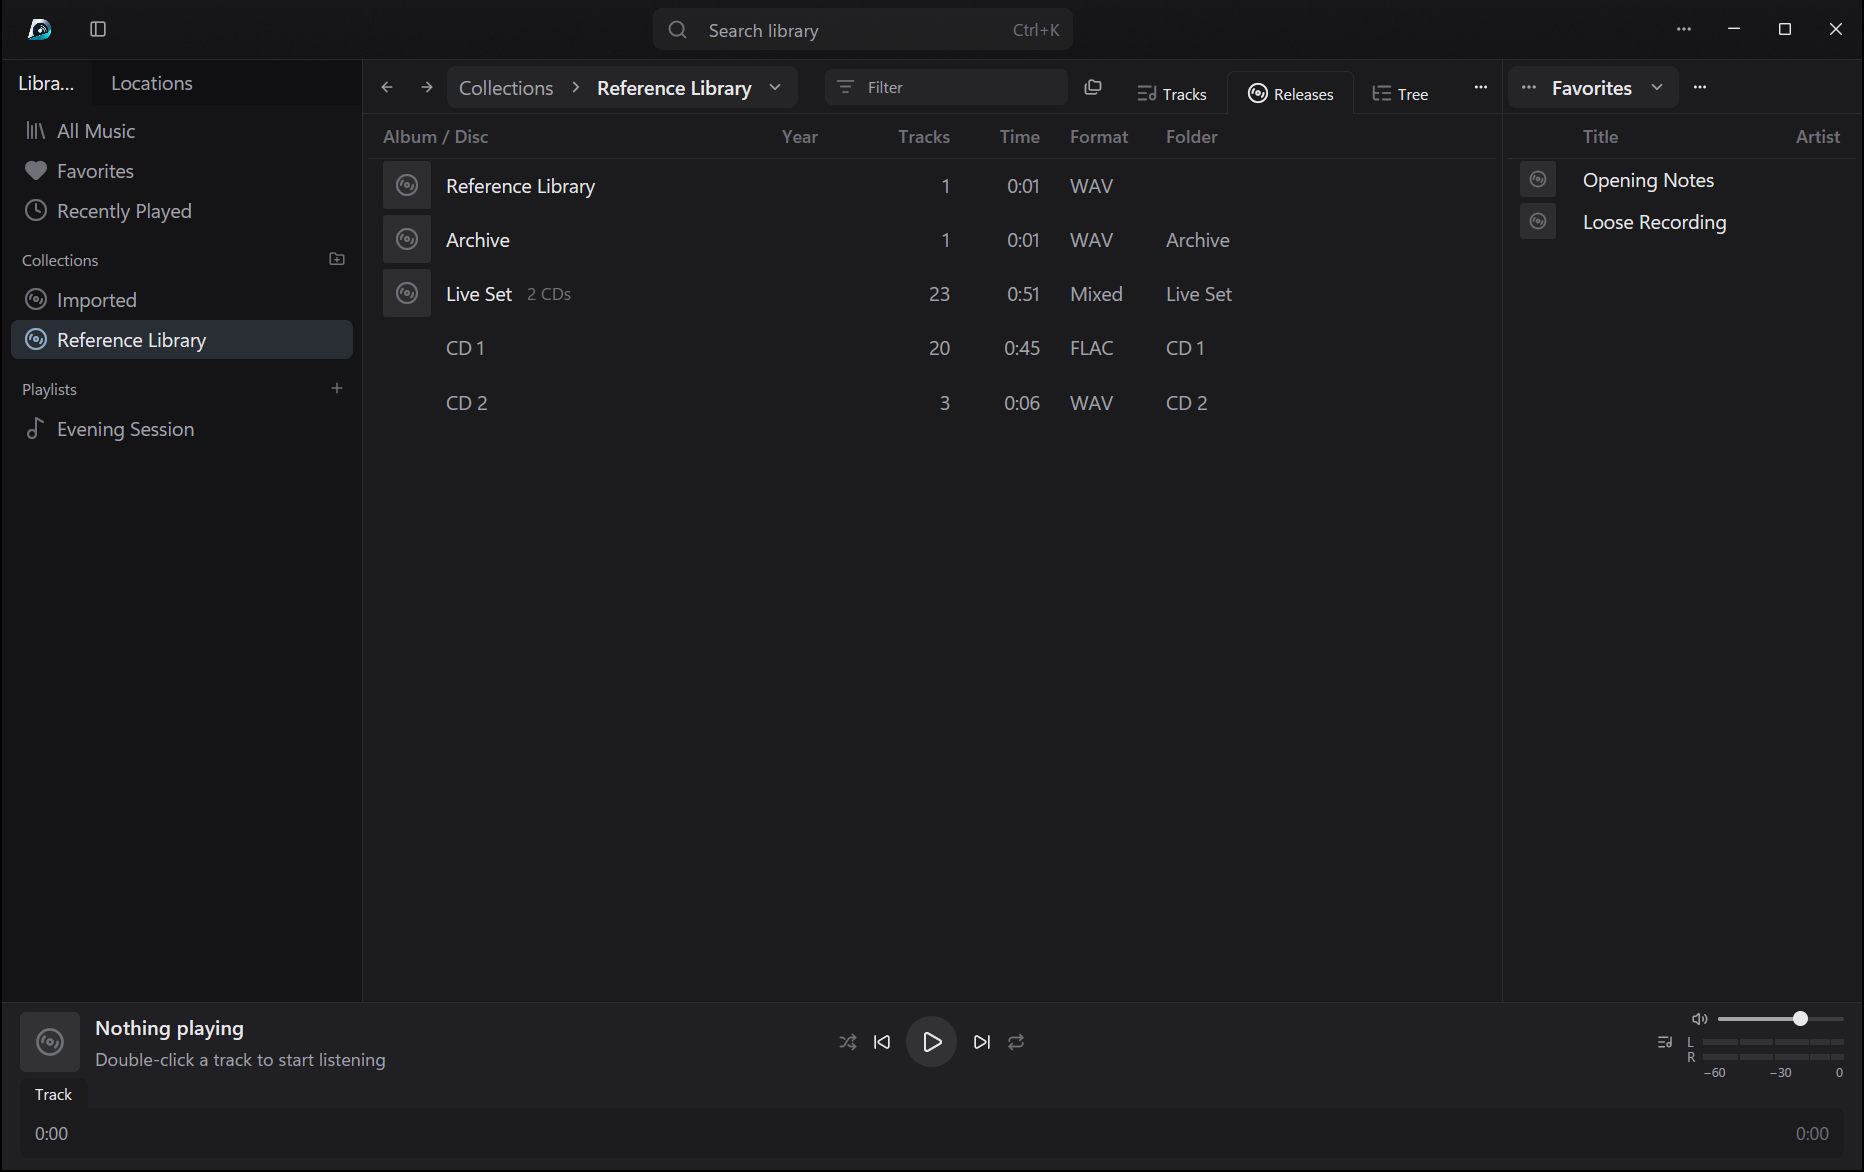 Search library Ctrl+K
Libra... Locations
All Music
Favorites
Recently Played
Collections
Imported
Reference Library
Playlists
Evening Session
Collections Reference Library Filter Tracks Releases Tree
Album / Disc Year Tracks Time Format Folder
Reference Library 1 0:01 WAV
Archive 1 0:01 WAV Archive
Live Set 2 CDs 23 0:51 Mixed Live Set
CD 1 20 0:45 FLAC CD 1
CD 2 3 0:06 WAV CD 2
Favorites
Title Artist
Opening Notes
Loose Recording
Nothing playing
Double-click a track to start listening
L
R
−60 −30 0
Track
0:00 0:00